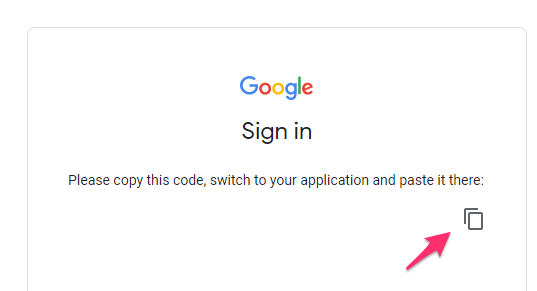 Google
Sign in
Please copy this code, switch to your application and paste it there: